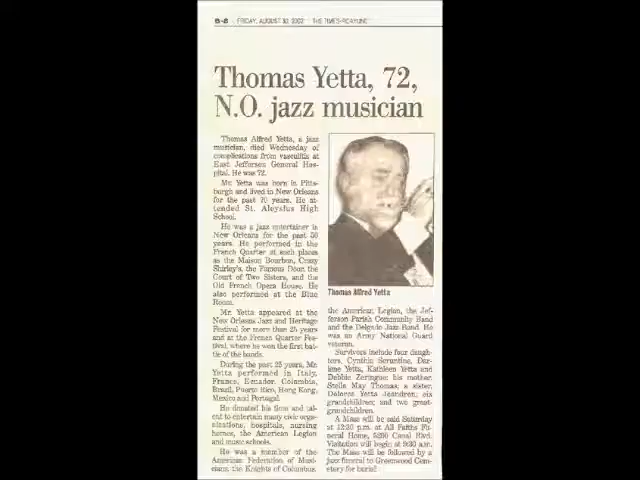 B-6 FRIDAY, AUGUST 30, 2002 THE TIMES-PICAYUNE
Thomas Yetta, 72,
N.O. jazz musician
Thomas Alfred Yetta, a jazz
musician, died Wednesday of
complications from vasculitis at
East Jefferson General Hos-
pital. He was 72.
Mr. Yetta was born in Pitts-
burgh and lived in New Orleans
for the past 70 years. He at-
tended St. Aloysius High
School.
He was a jazz entertainer in
New Orleans for the past 50
years. He performed in the
French Quarter at such places
as the Maison Bourbon, Crazy
Shirley's, the Famous Door, the
Court of Two Sisters, and the
Old French Opera House. He
also performed at the Blue
Room.
Mr. Yetta appeared at the
New Orleans Jazz and Heritage
Festival for more than 25 years
and at the French Quarter Fes-
tival, where he won the first bat-
tle of the bands.
During the past 25 years, Mr.
Yetta performed in Italy,
France, Ecuador, Columbia,
Brazil, Puerto Rico, Hong Kong,
Mexico and Portugal.
He donated his time and tal-
ent to entertain many civic orga-
nizations, hospitals, nursing
homes, the American Legion
and music schools.
He was a member of the
American Federation of Musi-
cians, the Knights of Columbus,
Thomas Alfred Yetta
the American Legion, the Jef-
ferson Parish Community Band
and the Delgado Jazz Band. He
was an Army National Guard
veteran.
Survivors include four daugh-
ters, Cynthia Sorantino, Dar-
lene Yetta, Kathleen Yetta and
Debbie Zeringue; his mother,
Stella May Thomas; a sister,
Dolores Yetta Jeandron; six
grandchildren; and two great-
grandchildren.
A Mass will be said Saturday
at 12:30 p.m. at All Faiths Fu-
neral Home, Canal Blvd.
Visitation will begin at 9:30 a.m.
The Mass will be followed by a
jazz funeral to Greenwood Cem-
etery for burial.